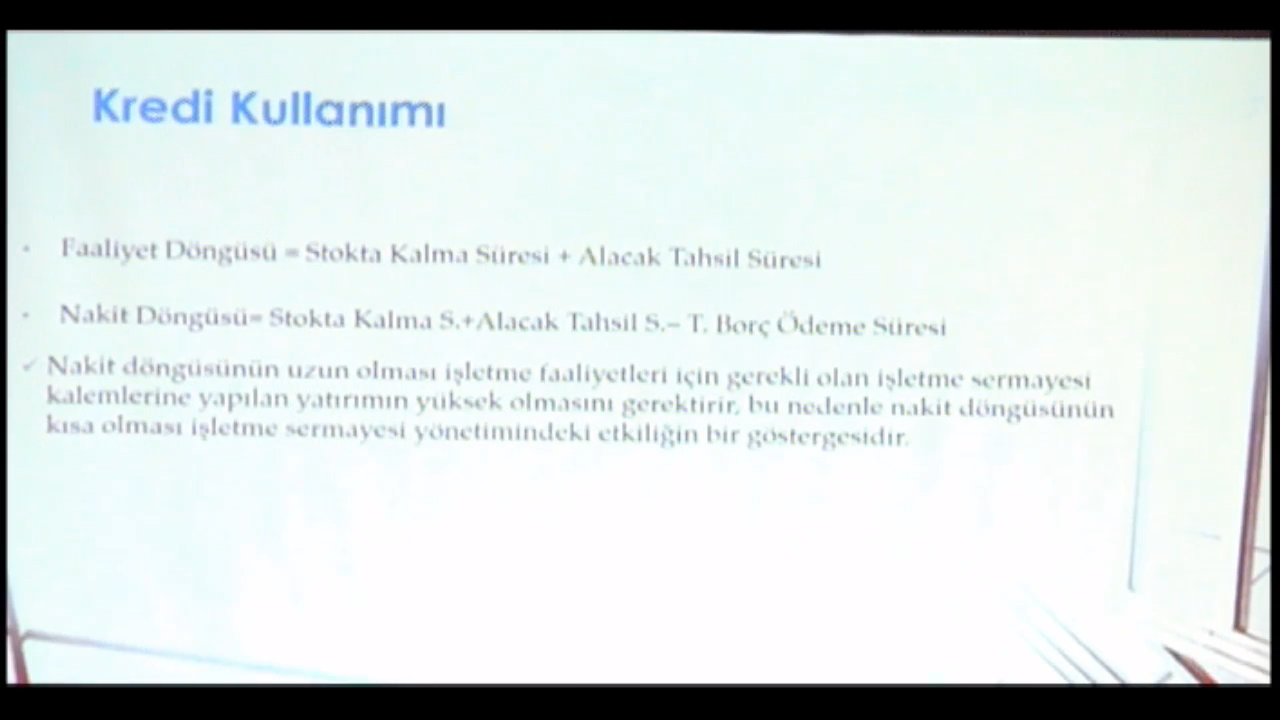 Kredi Kullanımı
- Faaliyet Döngüsü = Stokta Kalma Süresi + Alacak Tahsil Süresi
- Nakit Döngüsü= Stokta Kalma S.+Alacak Tahsil S.– T. Borç Ödeme Süresi
✓ Nakit döngüsünün uzun olması işletme faaliyetleri için gerekli olan işletme sermayesi
kalemlerine yapılan yatırımın yüksek olmasını gerektirir, bu nedenle nakit döngüsünün
kısa olması işletme sermayesi yönetimindeki etkiliğin bir göstergesidir.